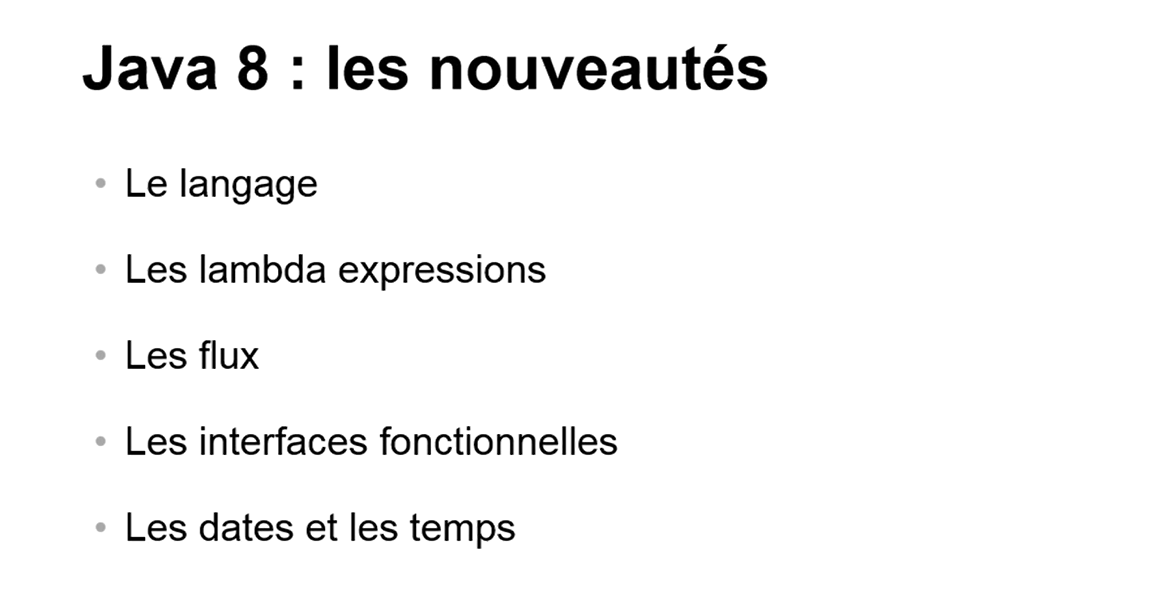 Java 8 : les nouveautés
• Le langage
• Les lambda expressions
• Les flux
• Les interfaces fonctionnelles
• Les dates et les temps